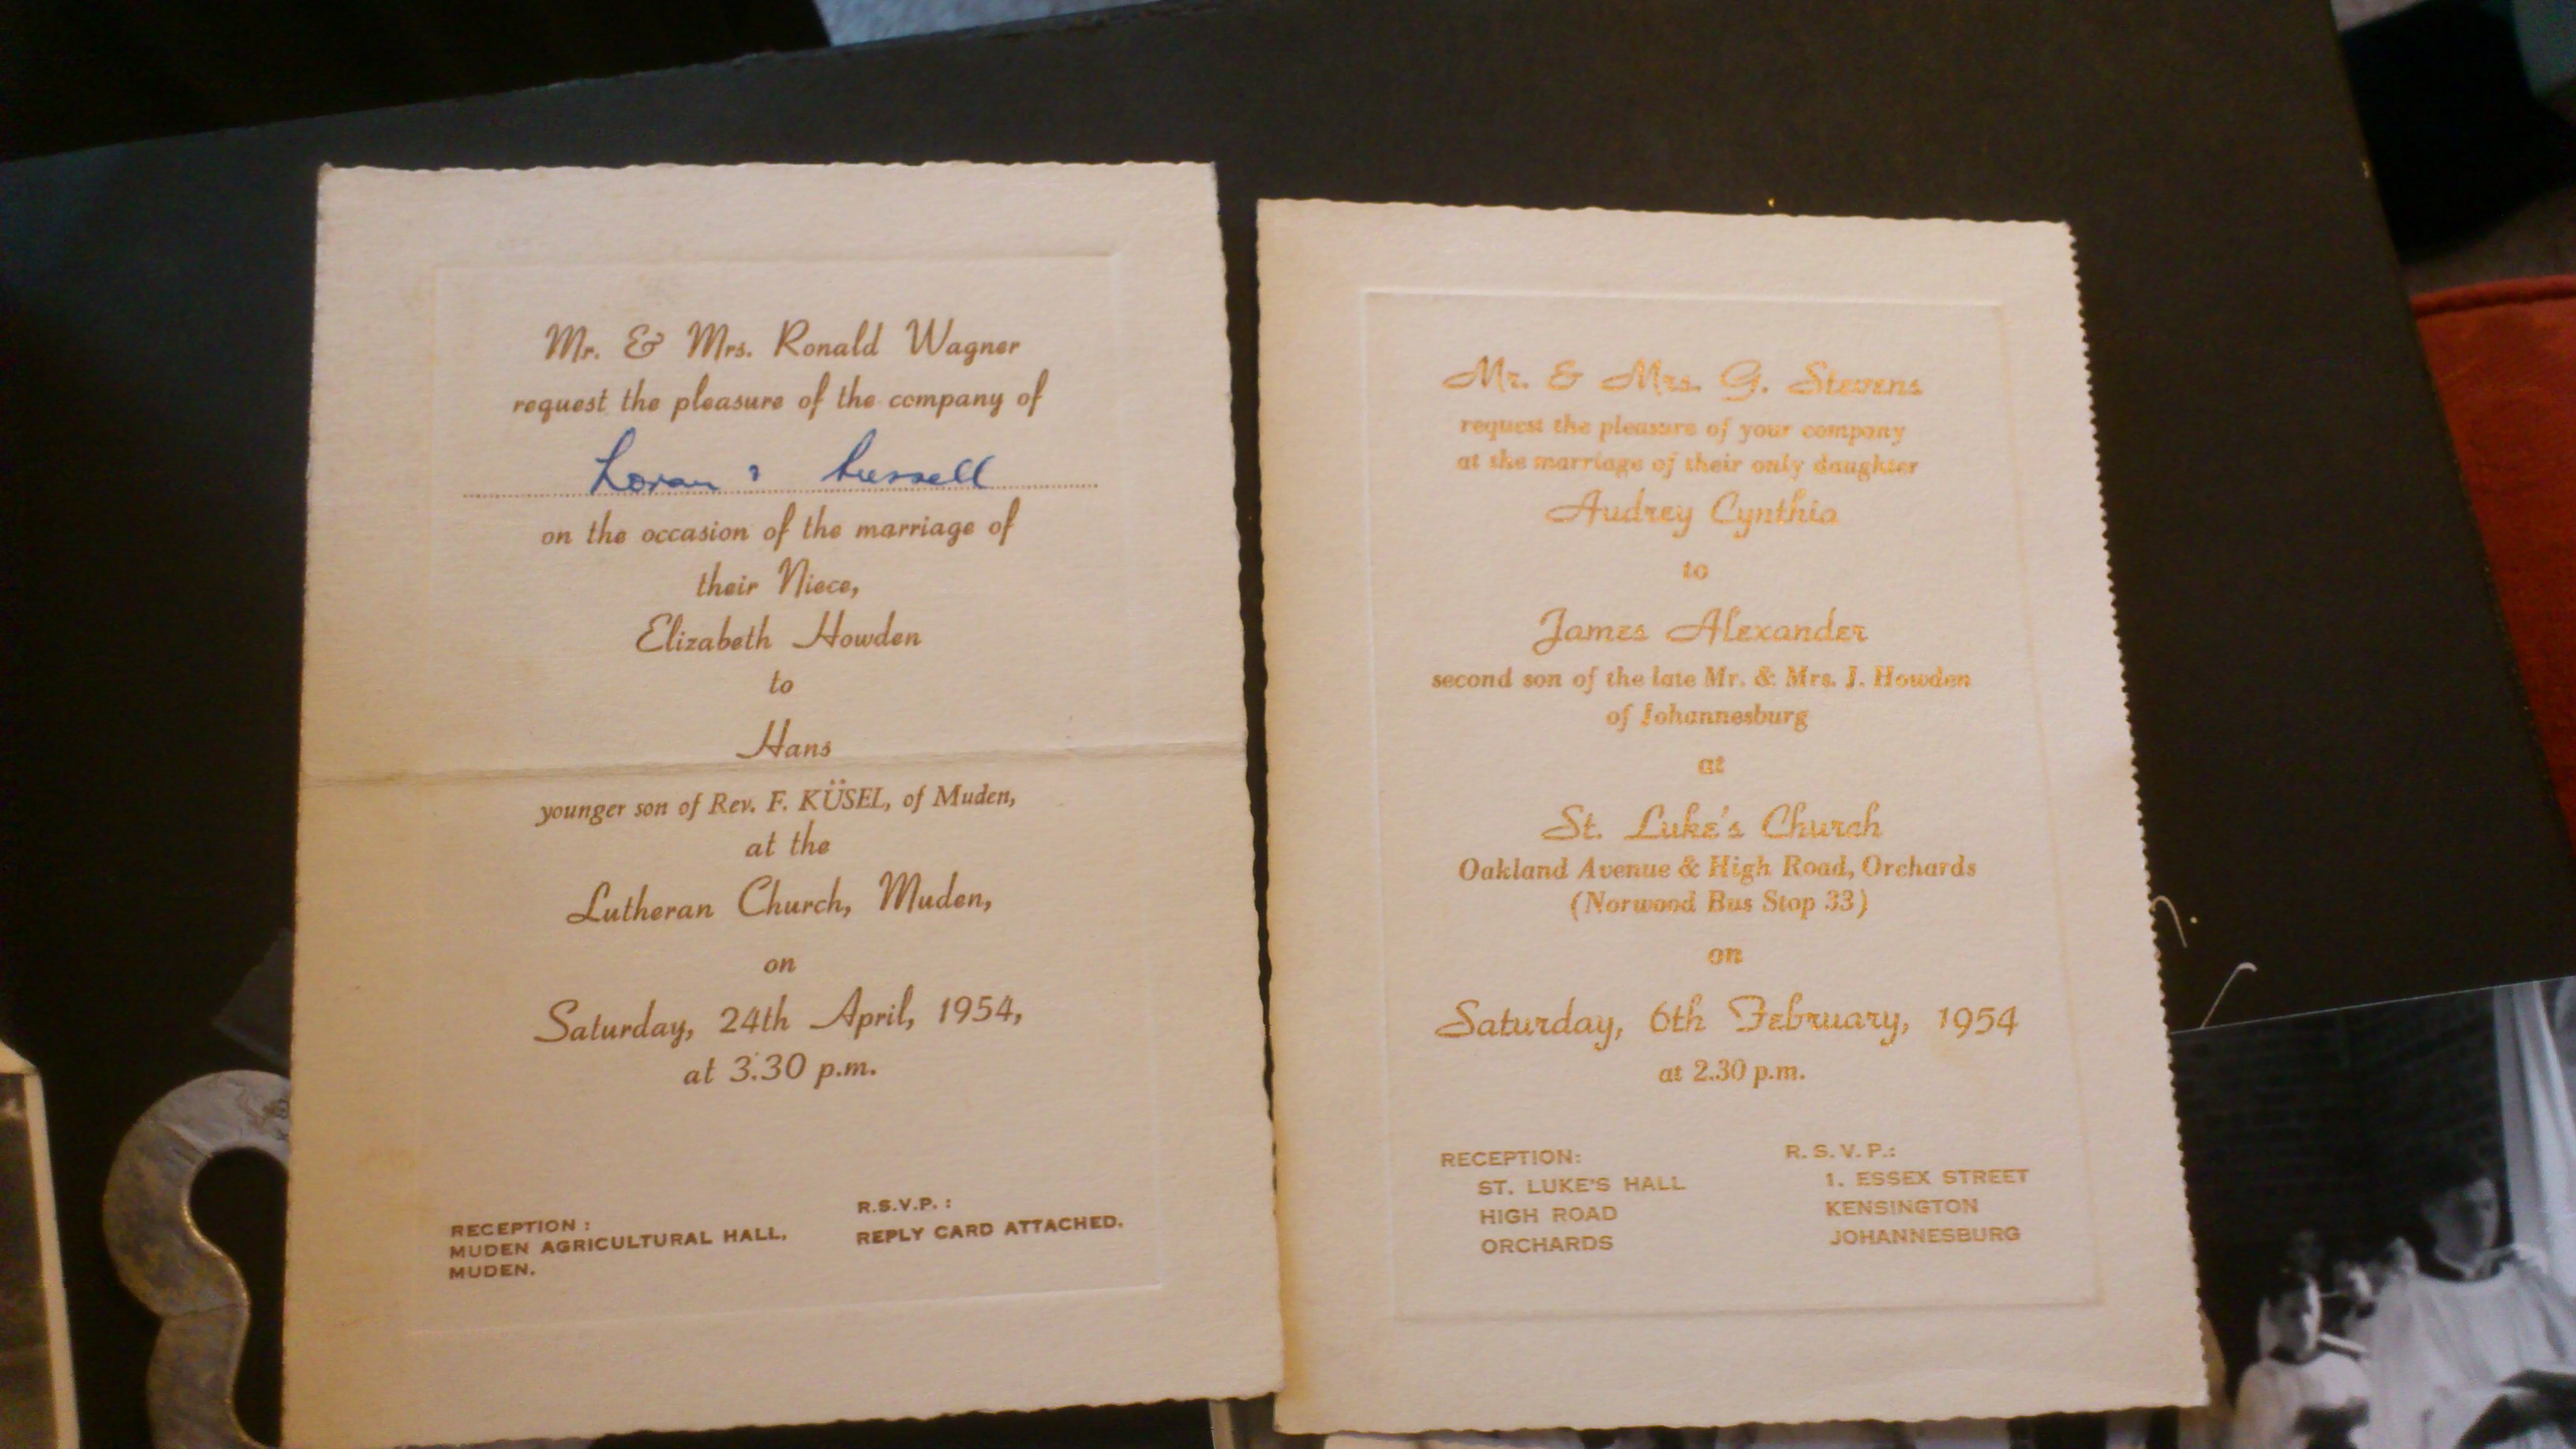 Mr. & Mrs. Ronald Wagner
request the pleasure of the company of
on the occasion of the marriage of
their Niece,
Elizabeth Howden
to
Hans
younger son of Rev. F. KÜSEL, of Muden,
at the
Lutheran Church, Muden,
on
Saturday, 24th April, 1954,
at 3.30 p.m.
RECEPTION :
MUDEN AGRICULTURAL HALL,
MUDEN.
R.S.V.P. :
REPLY CARD ATTACHED.
Mr. & Mrs. G. Stevens
request the pleasure of your company
at the marriage of their only daughter
Audrey Cynthia
to
James Alexander
second son of the late Mr. & Mrs. J. Howden
of Johannesburg
at
St. Luke's Church
Oakland Avenue & High Road, Orchards
(Norwood Bus Stop 33)
on
Saturday, 6th February, 1954
at 2.30 p.m.
RECEPTION:
ST. LUKE'S HALL
HIGH ROAD
ORCHARDS
R.S.V.P.:
1. ESSEX STREET
KENSINGTON
JOHANNESBURG